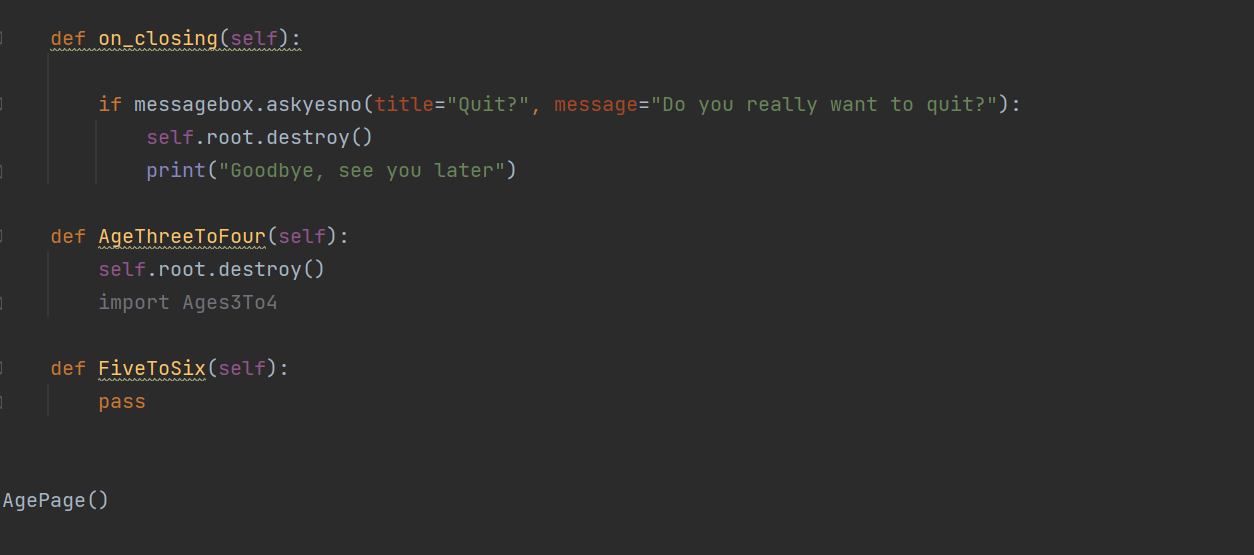 def on_closing(self):
if messagebox.askyesno(title="Quit?", message="Do you really want to quit?"):
self.root.destroy()
print("Goodbye, see you later")
def AgeThreeToFour(self):
self.root.destroy()
import Ages3To4
def FiveToSix(self):
pass
AgePage()